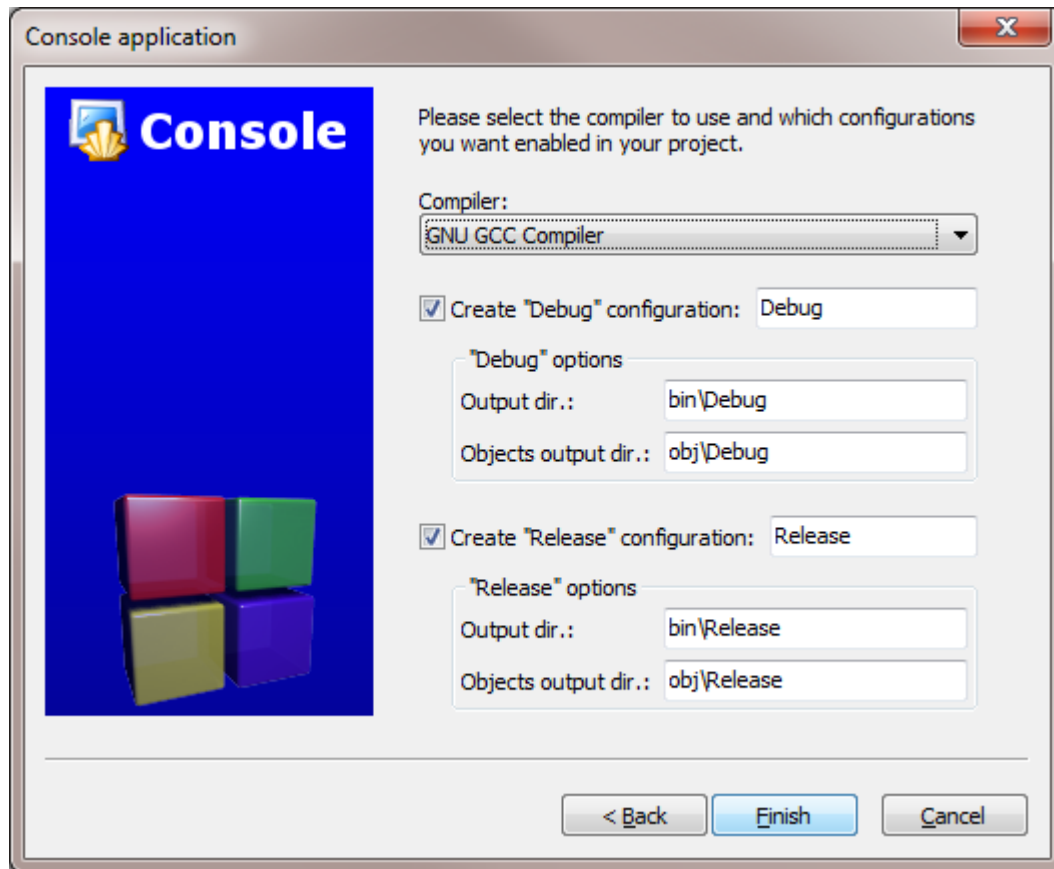 Console application
Console
Please select the compiler to use and which configurations
you want enabled in your project.
Compiler:
GNU GCC Compiler
Create "Debug" configuration: Debug
"Debug" options
Output dir.: bin\Debug
Objects output dir.: obj\Debug
Create "Release" configuration: Release
"Release" options
Output dir.: bin\Release
Objects output dir.: obj\Release
< Back Finish Cancel